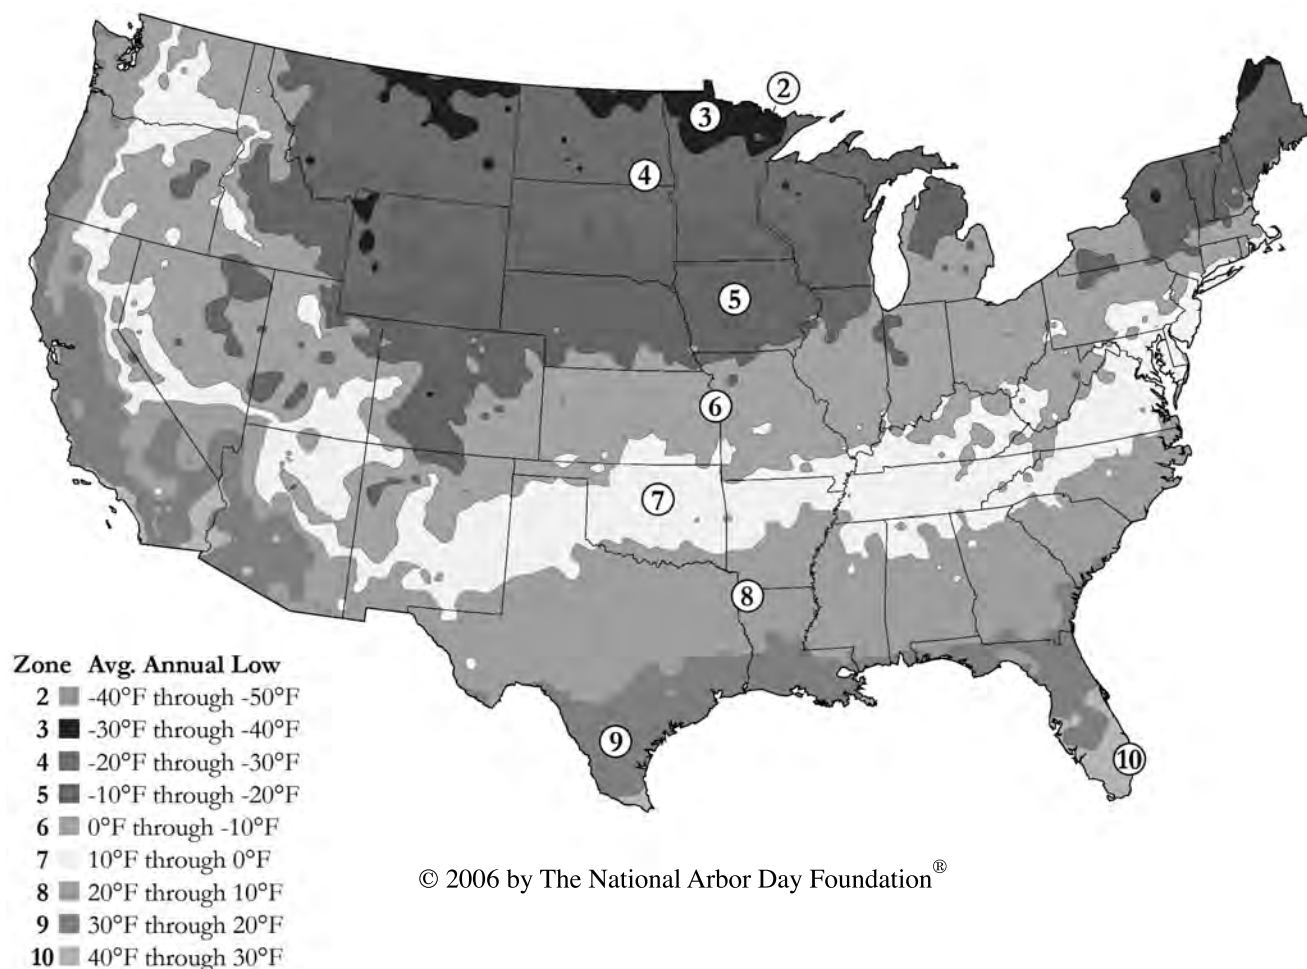 2
3
4
5
6
7
8
9
10
Zone Avg. Annual Low
2 -40°F through -50°F
3 -30°F through -40°F
4 -20°F through -30°F
5 -10°F through -20°F
6 0°F through -10°F
7 10°F through 0°F
8 20°F through 10°F
9 30°F through 20°F
10 40°F through 30°F
© 2006 by The National Arbor Day Foundation®